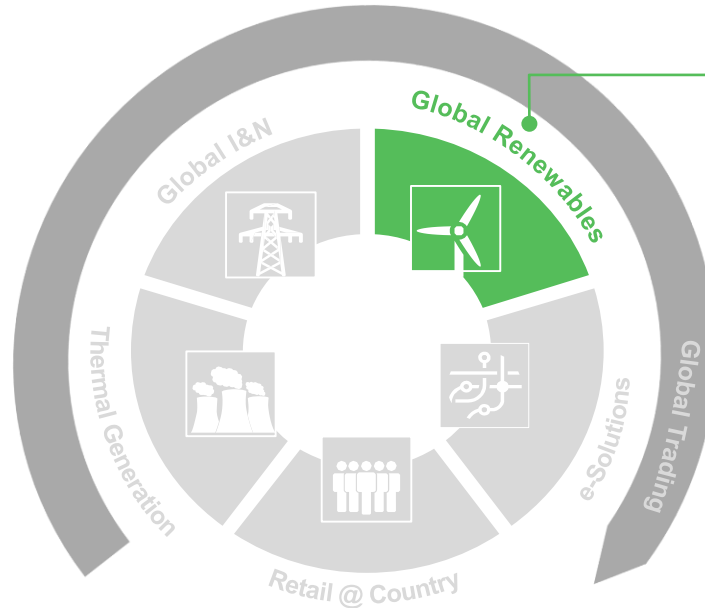 Global I&N
Global Renewables
Thermal Generation
e-Solutions
Global Trading
Retail @ Country